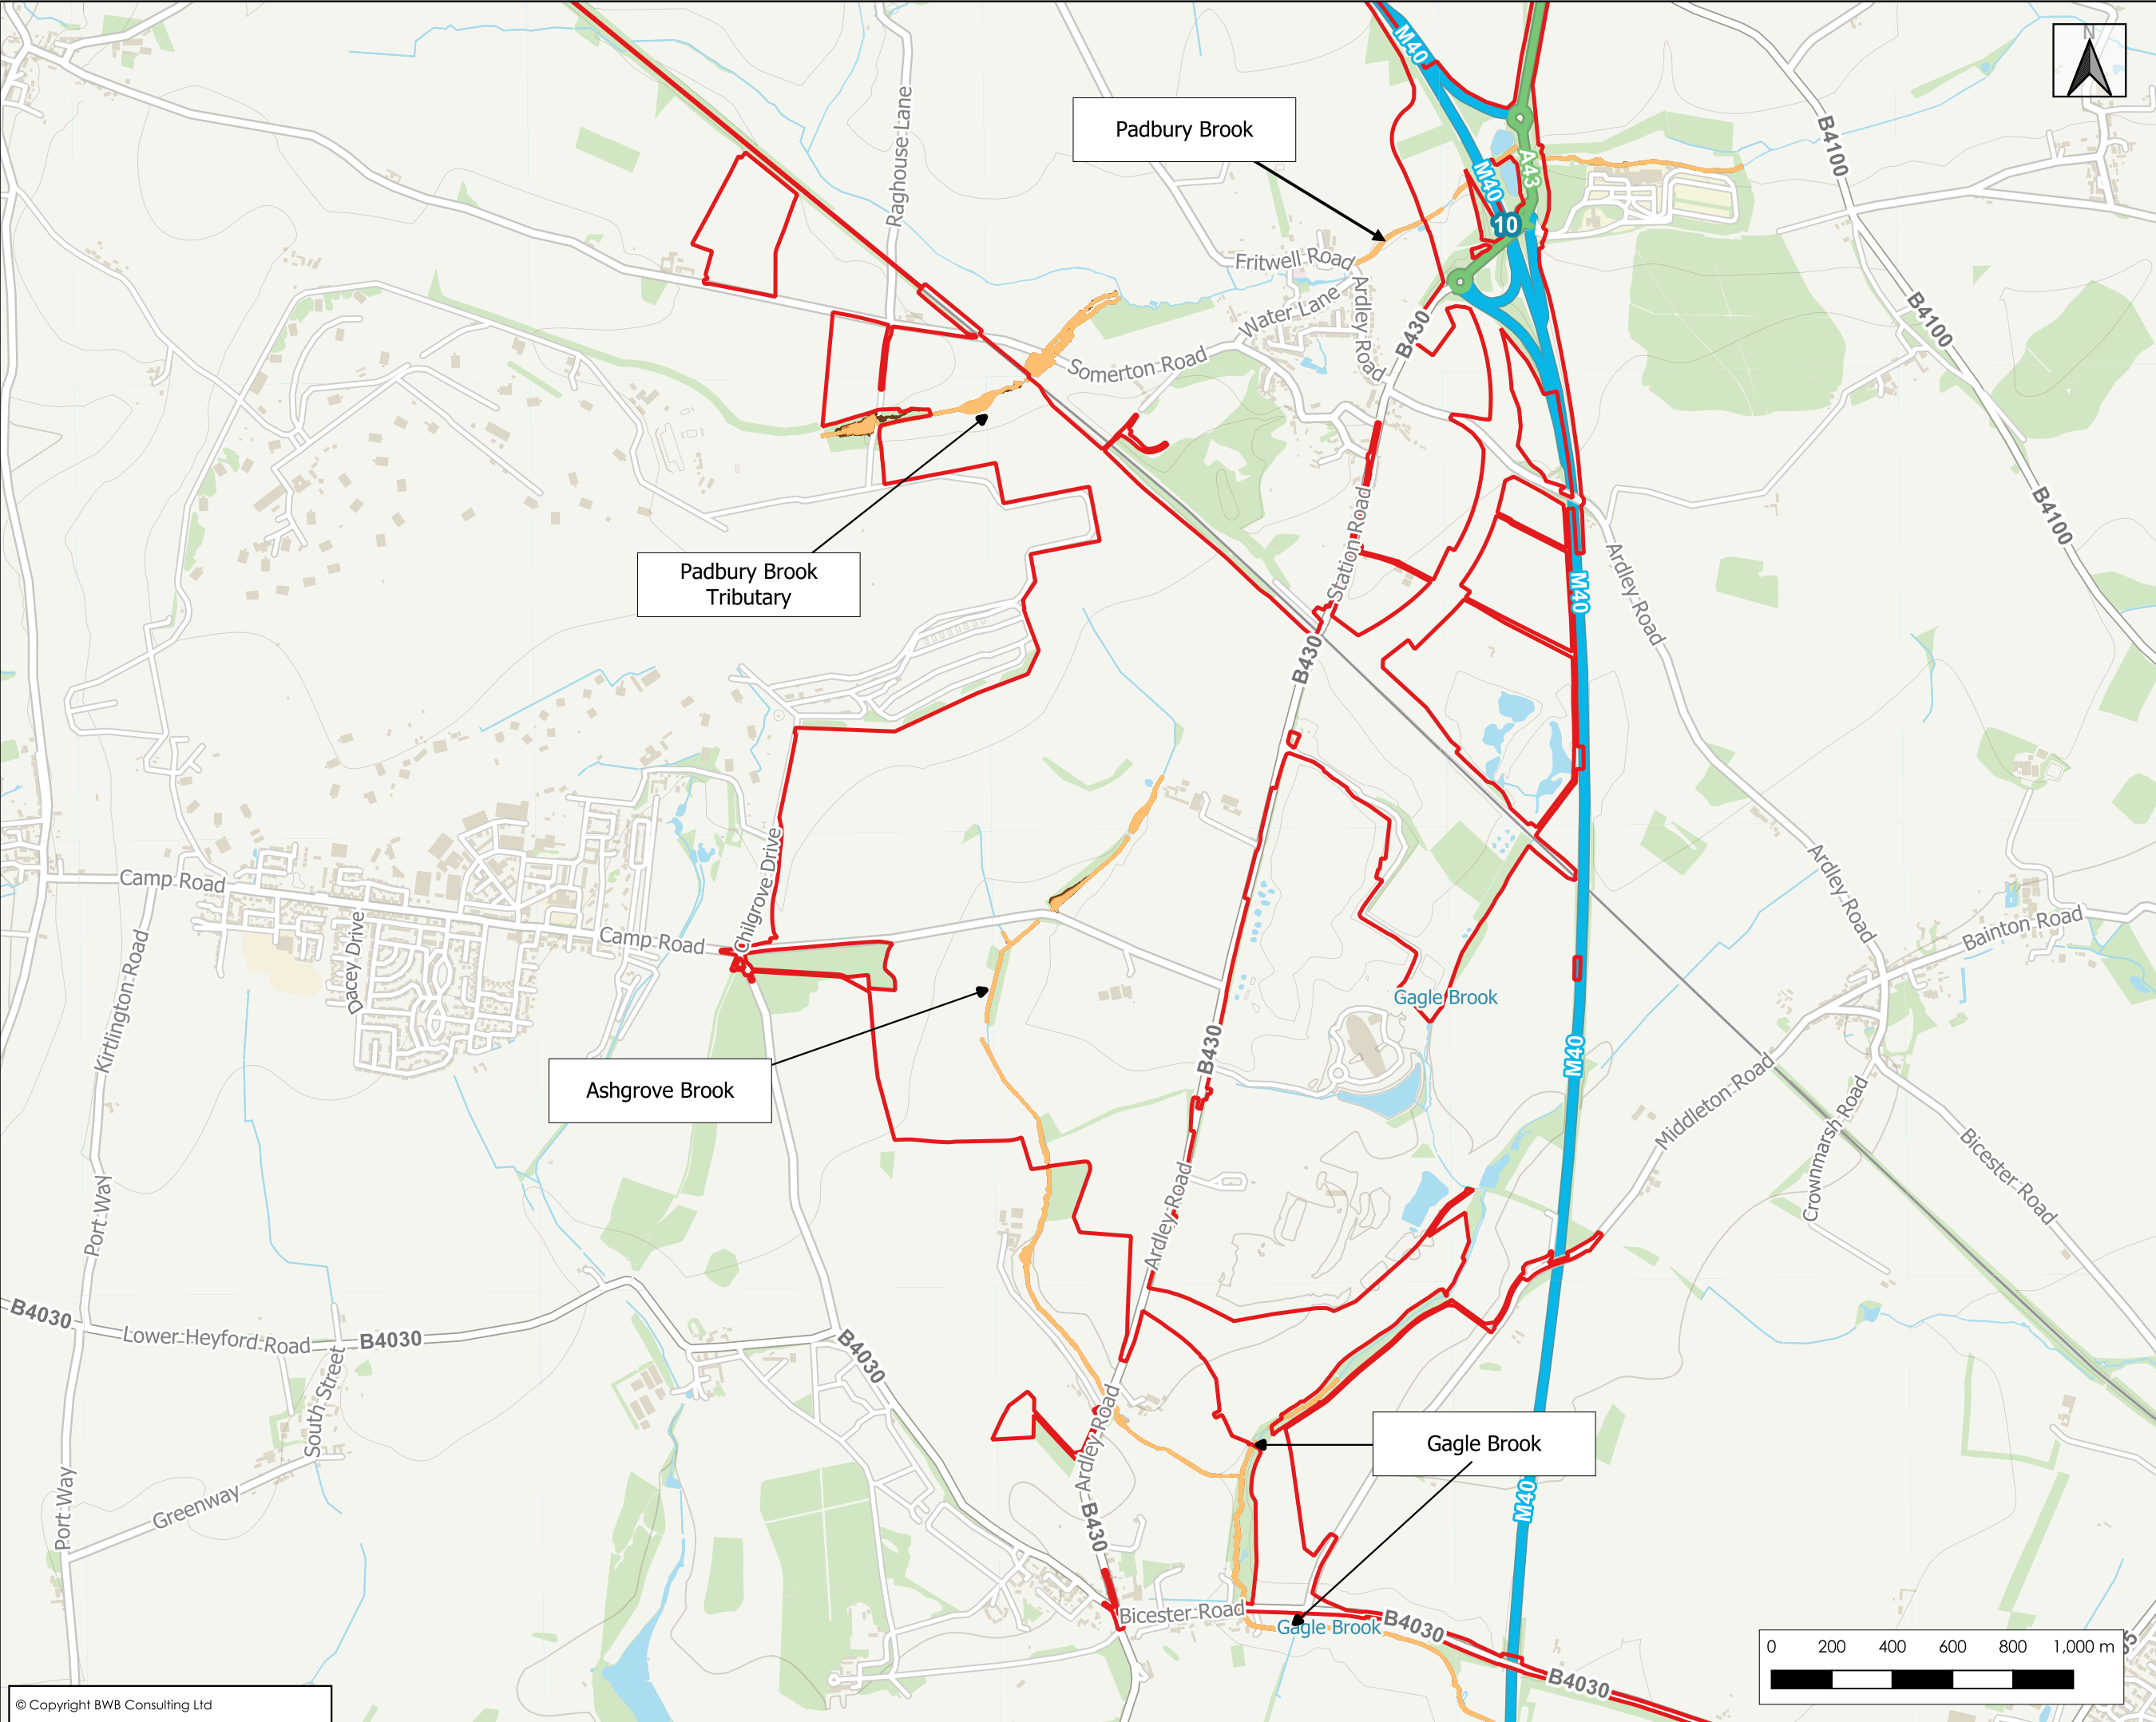 M40
N
B4100
Raghouse Lane
Padbury Brook
A43
M40
10
Fritwell Road
Water Lane
Ardley Road
B430
B4100
Somerton Road
B4100
Station Road
Ardley Road
Padbury Brook
Tributary
M40
B430
Chilgrove Drive
Ardley Road
Camp Road
Dacey Drive
Camp Road
Bainton Road
Kirtlington Road
Gagle Brook
B430
M40
Ashgrove Brook
Middleton Road
Crownmarsh Road
Bicester Road
Port Way
Ardley Road
B4030
Lower Heyford Road
B4030
B4030
South Street
Ardley Road
Gagle Brook
Port Way
Greenway
B430
M40
Bicester Road
Gagle Brook
B4030
B4030
0 200 400 600 800 1,000 m
© Copyright BWB Consulting Ltd